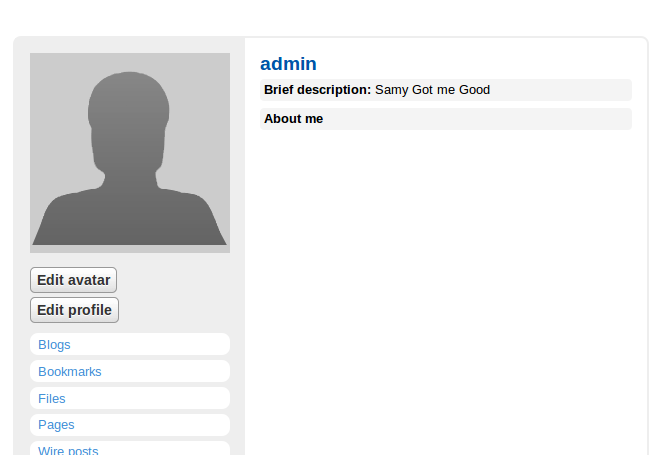 admin
Brief description: Samy Got me Good
About me
Edit avatar
Edit profile
Blogs
Bookmarks
Files
Pages
Wire posts